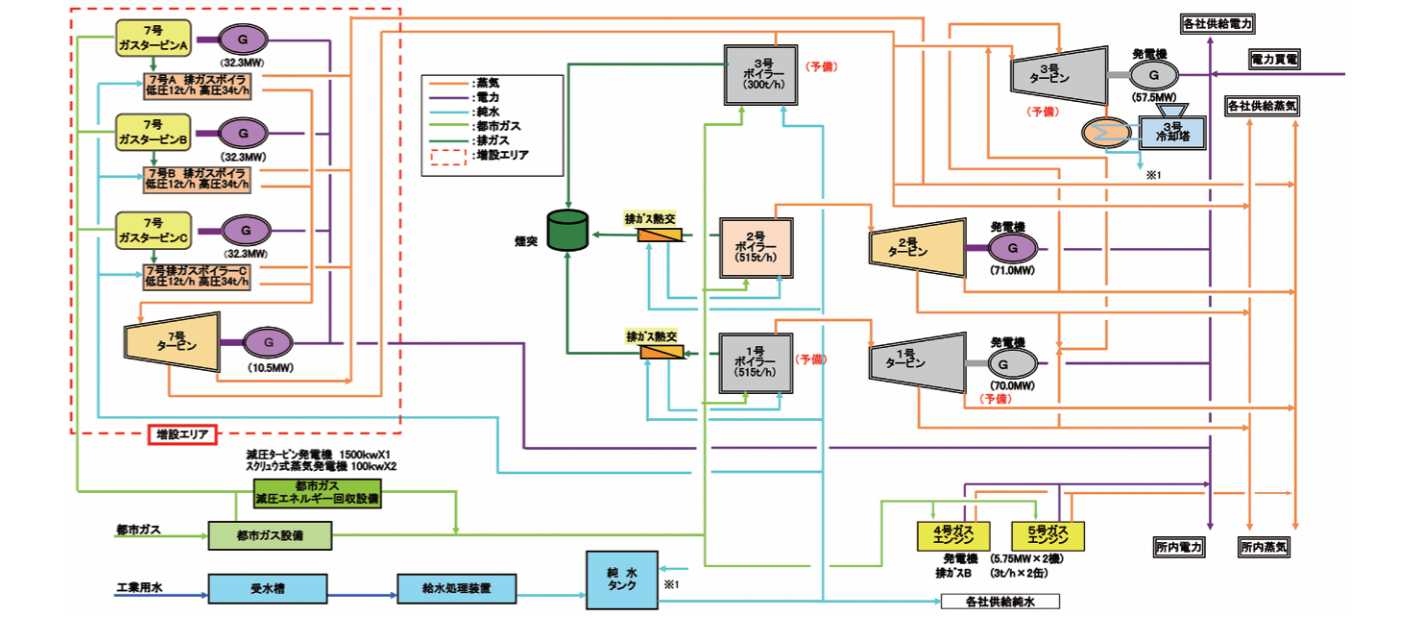 7号
ガスタービンA
G
(32.3MW)
7号A 排ガスボイラ
低圧12t/h 高圧34t/h
7号
ガスタービンB
G
(32.3MW)
7号B 排ガスボイラ
低圧12t/h 高圧34t/h
7号
ガスタービンC
G
(32.3MW)
7号排ガスボイラーC
低圧12t/h 高圧34t/h
7号
タービン
G
(10.5MW)
増設エリア
:蒸気
:電力
:純水
:都市ガス
:排ガス
:増設エリア
3号
ボイラー
(300t/h)
(予備)
煙突
排ガス熱交
2号
ボイラー
(515t/h)
排ガス熱交
1号
ボイラー
(515t/h)
(予備)
3号
タービン
(予備)
発電機
G
(57.5MW)
3号
冷却塔
※1
各社供給電力
電力買電
各社供給蒸気
2号
タービン
発電機
G
(71.0MW)
1号
タービン
発電機
G
(70.0MW)
(予備)
減圧タービン発電機 1500kwX1
スクリュウ式蒸気発電機 100kwX2
都市ガス
減圧エネルギー回収設備
都市ガス
都市ガス設備
工業用水
受水槽
給水処理装置
純 水
タンク
※1
各社供給純水
4号ガス
エンジン
5号ガス
エンジン
発電機 (5.75MW×2機)
排ガスB (3t/h×2缶)
所内電力
所内蒸気